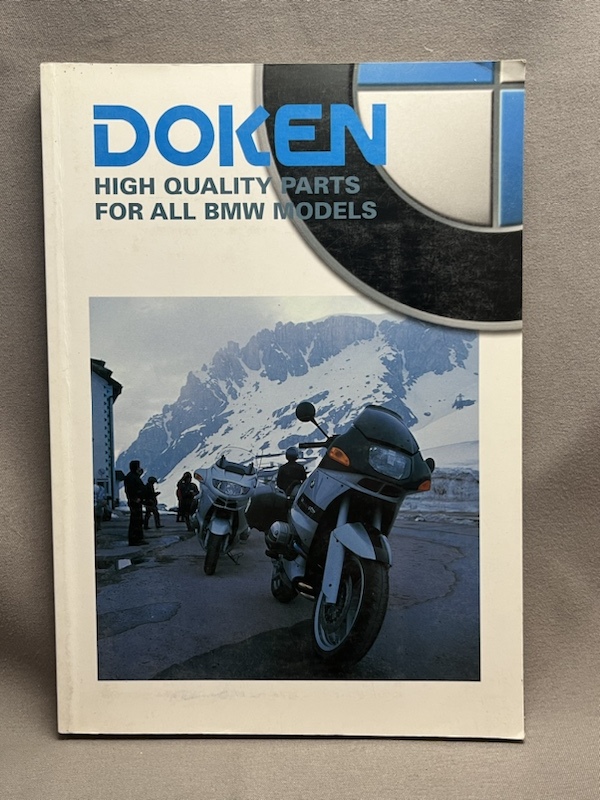 DOKEN
HIGH QUALITY PARTS
FOR ALL BMW MODELS